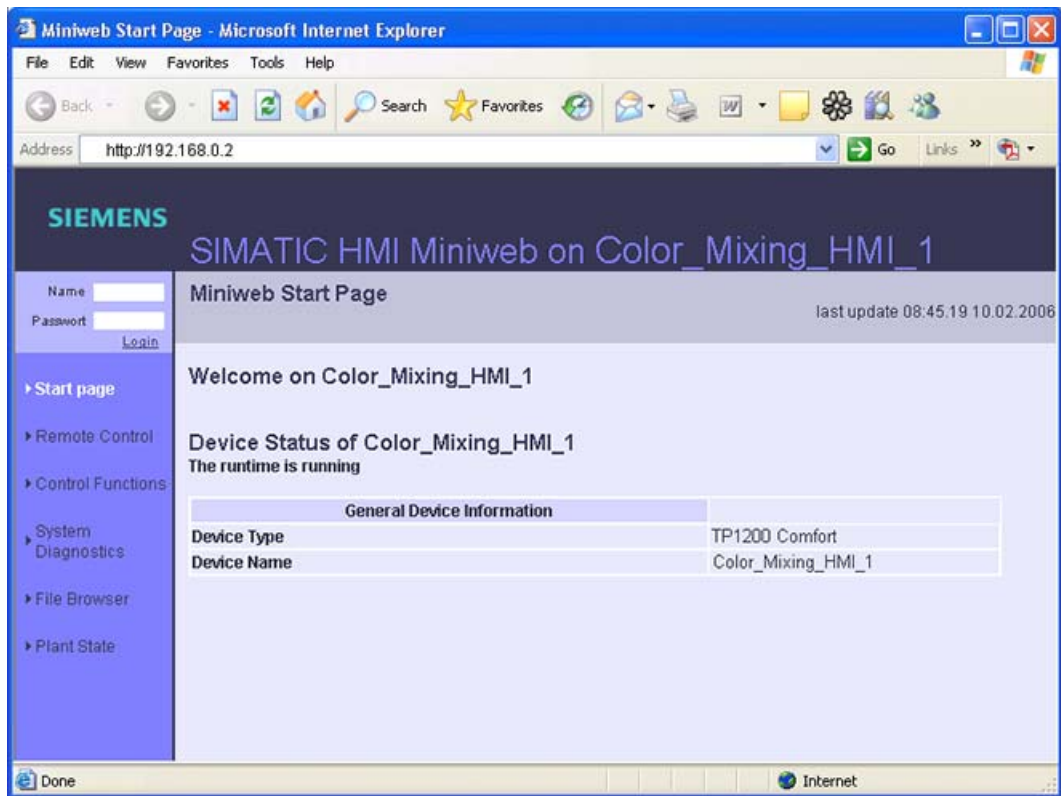 Miniweb Start Page - Microsoft Internet Explorer
File Edit View Favorites Tools Help
Back Search Favorites W
Address http://192.168.0.2 Go Links »
SIEMENS
SIMATIC HMI Miniweb on Color_Mixing_HMI_1
Name
Passwort
Login
Miniweb Start Page
last update 08:45.19 10.02.2006
Start page
Remote Control
Control Functions
System
Diagnostics
File Browser
Plant State
Welcome on Color_Mixing_HMI_1
Device Status of Color_Mixing_HMI_1
The runtime is running
General Device Information
Device Type TP1200 Comfort
Device Name Color_Mixing_HMI_1
Done Internet